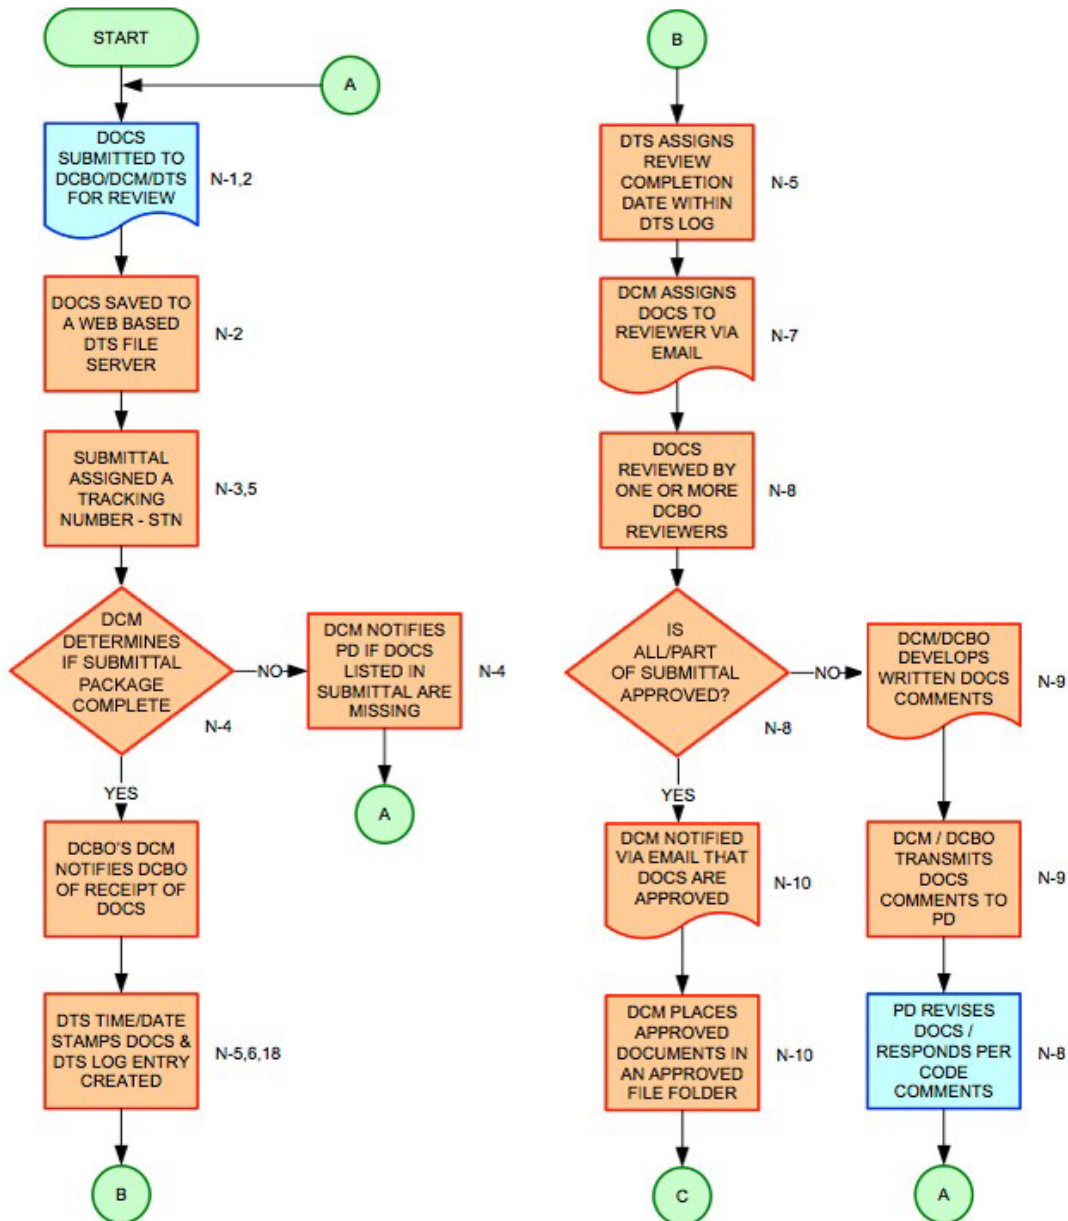 START
A
DOCS
SUBMITTED TO
DCBO/DCM/DTS
FOR REVIEW
N-1,2
DOCS SAVED TO
A WEB BASED
DTS FILE
SERVER
N-2
SUBMITTAL
ASSIGNED A
TRACKING
NUMBER - STN
N-3,5
DCM
DETERMINES
IF SUBMITTAL
PACKAGE
COMPLETE
N-4
NO
DCM NOTIFIES
PD IF DOCS
LISTED IN
SUBMITTAL ARE
MISSING
N-4
A
YES
DCBO'S DCM
NOTIFIES DCBO
OF RECEIPT OF
DOCS
DTS TIME/DATE
STAMPS DOCS &
DTS LOG ENTRY
CREATED
N-5,6,18
B
B
DTS ASSIGNS
REVIEW
COMPLETION
DATE WITHIN
DTS LOG
N-5
DCM ASSIGNS
DOCS TO
REVIEWER VIA
EMAIL
N-7
DOCS
REVIEWED BY
ONE OR MORE
DCBO
REVIEWERS
N-8
IS
ALL/PART
OF SUBMITTAL
APPROVED?
N-8
NO
DCM/DCBO
DEVELOPS
WRITTEN DOCS
COMMENTS
N-9
YES
DCM NOTIFIED
VIA EMAIL THAT
DOCS ARE
APPROVED
N-10
DCM / DCBO
TRANSMITS
DOCS
COMMENTS TO
PD
N-9
DCM PLACES
APPROVED
DOCUMENTS IN
AN APPROVED
FILE FOLDER
N-10
PD REVISES
DOCS /
RESPONDS PER
CODE
COMMENTS
N-8
C
A